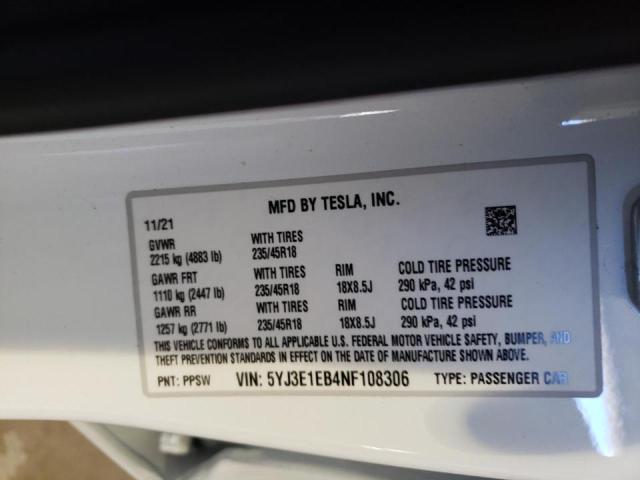 MFD BY TESLA, INC.
11/21
GVWR WITH TIRES
2215 kg (4883 lb) 235/45R18
GAWR FRT WITH TIRES RIM COLD TIRE PRESSURE
1110 kg (2447 lb) 235/45R18 18X8.5J 290 kPa, 42 psi
GAWR RR WITH TIRES RIM COLD TIRE PRESSURE
1257 kg (2771 lb) 235/45R18 18X8.5J 290 kPa, 42 psi
THIS VEHICLE CONFORMS TO ALL APPLICABLE U.S. FEDERAL MOTOR VEHICLE SAFETY, BUMPER, AND
THEFT PREVENTION STANDARDS IN EFFECT ON THE DATE OF MANUFACTURE SHOWN ABOVE.
PNT: PPSW VIN: 5YJ3E1EB4NF108306 TYPE: PASSENGER CAR